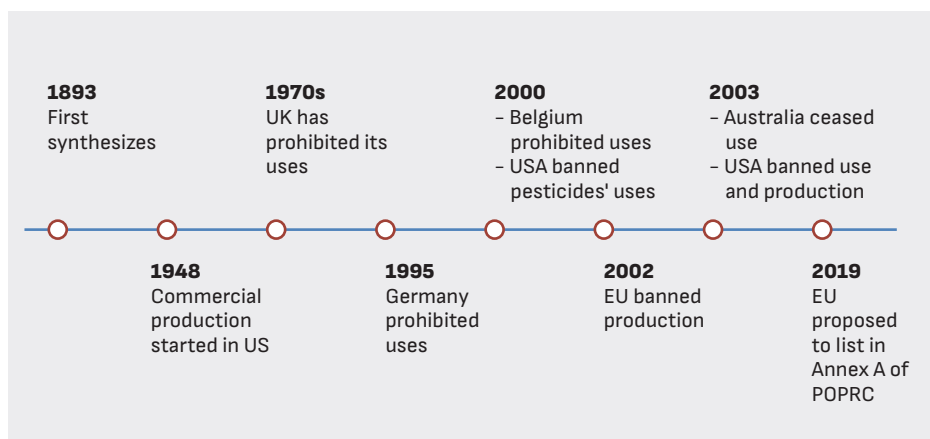 1893
First
synthesizes
1970s
UK has
prohibited its
uses
2000
- Belgium
prohibited uses
- USA banned
pesticides' uses
2003
- Australia ceased
use
- USA banned use
and production
1948
Commercial
production
started in US
1995
Germany
prohibited
uses
2002
EU banned
production
2019
EU
proposed
to list in
Annex A of
POPRC